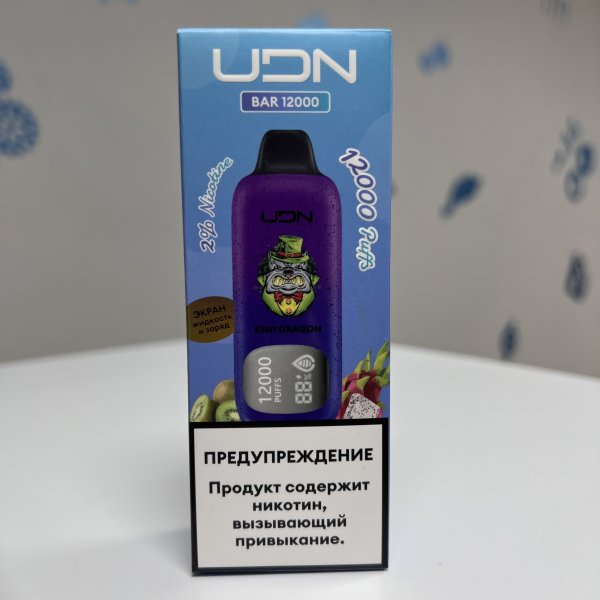 UDN
BAR 12000
2% Nicotine
12000 Puffs
UDN
KIWI DRAGON
ЭКРАН
жидкость
и заряд
12000
PUFFS
88
ПРЕДУПРЕЖДЕНИЕ
Продукт содержит
никотин,
вызывающий
привыкание.